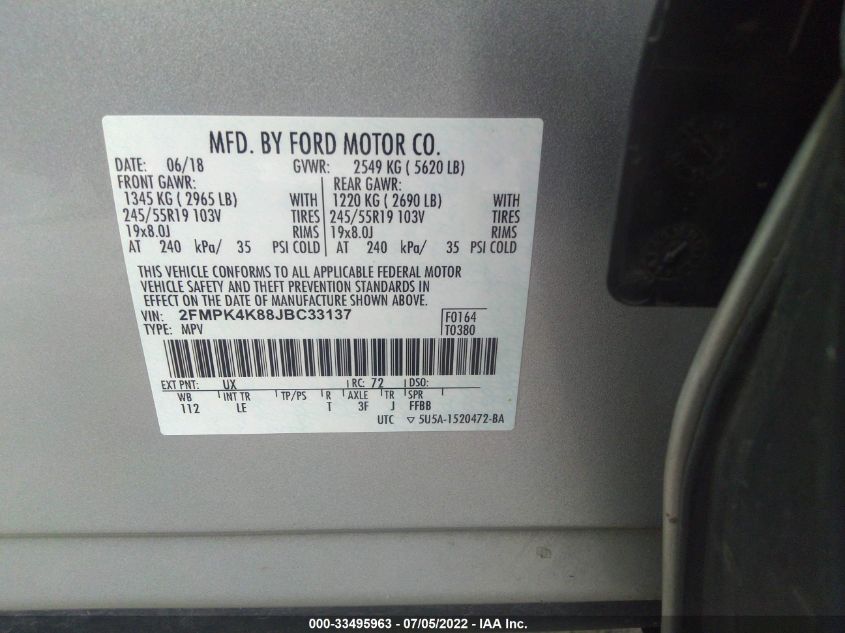 MFD. BY FORD MOTOR CO.
DATE: 06/18 GVWR: 2549 KG ( 5620 LB)
FRONT GAWR: REAR GAWR:
1345 KG ( 2965 LB) WITH 1220 KG ( 2690 LB) WITH
245/55R19 103V TIRES 245/55R19 103V TIRES
19x8.0J RIMS 19x8.0J RIMS
AT 240 kPa/ 35 PSI COLD AT 240 kPa/ 35 PSI COLD
THIS VEHICLE CONFORMS TO ALL APPLICABLE FEDERAL MOTOR
VEHICLE SAFETY AND THEFT PREVENTION STANDARDS IN
EFFECT ON THE DATE OF MANUFACTURE SHOWN ABOVE.
VIN: 2FMPK4K88JBC33137 F0164
TYPE: MPV T0380
EXT PNT: UX RC: 72 DSO:
WB INT TR TP/PS R AXLE TR SPR
112 LE T 3F J FFBB
UTC ▽ 5U5A-1520472-BA
000-33495963 - 07/05/2022 - IAA Inc.